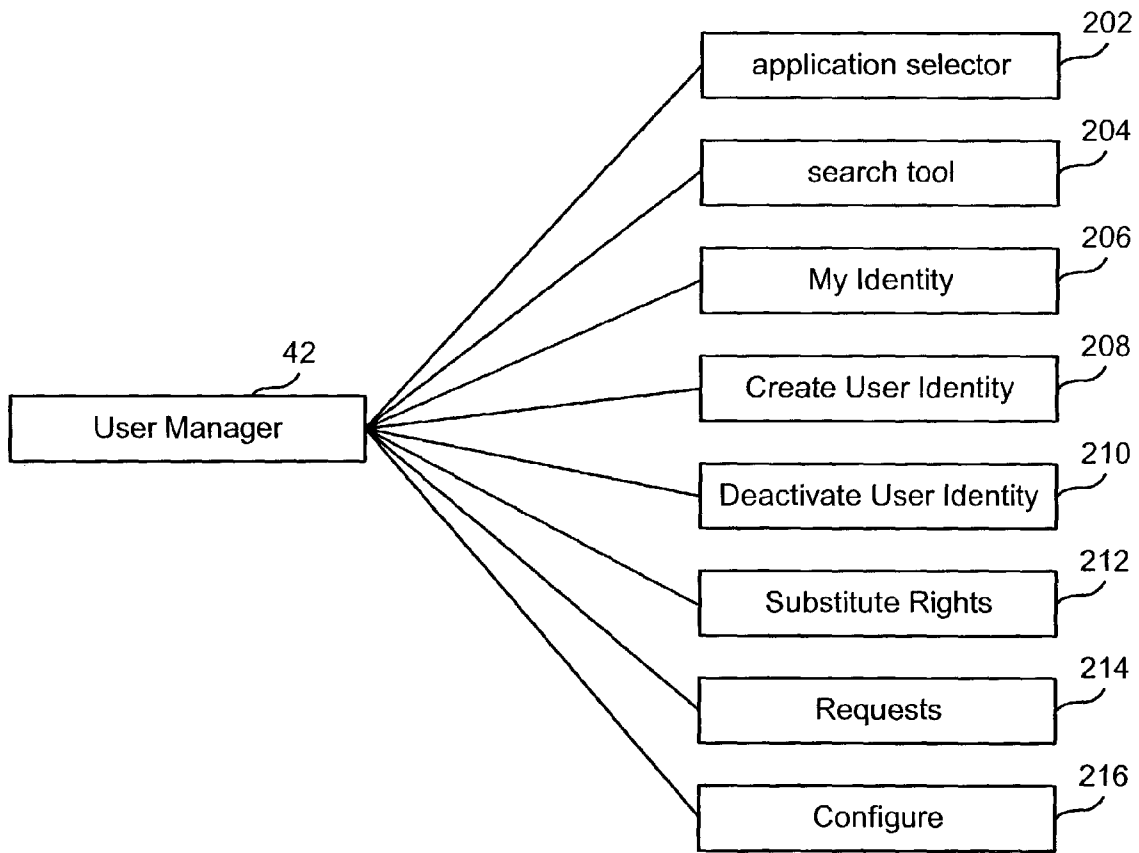 202
application selector
204
search tool
206
My Identity
208
Create User Identity
42
User Manager
210
Deactivate User Identity
212
Substitute Rights
214
Requests
216
Configure